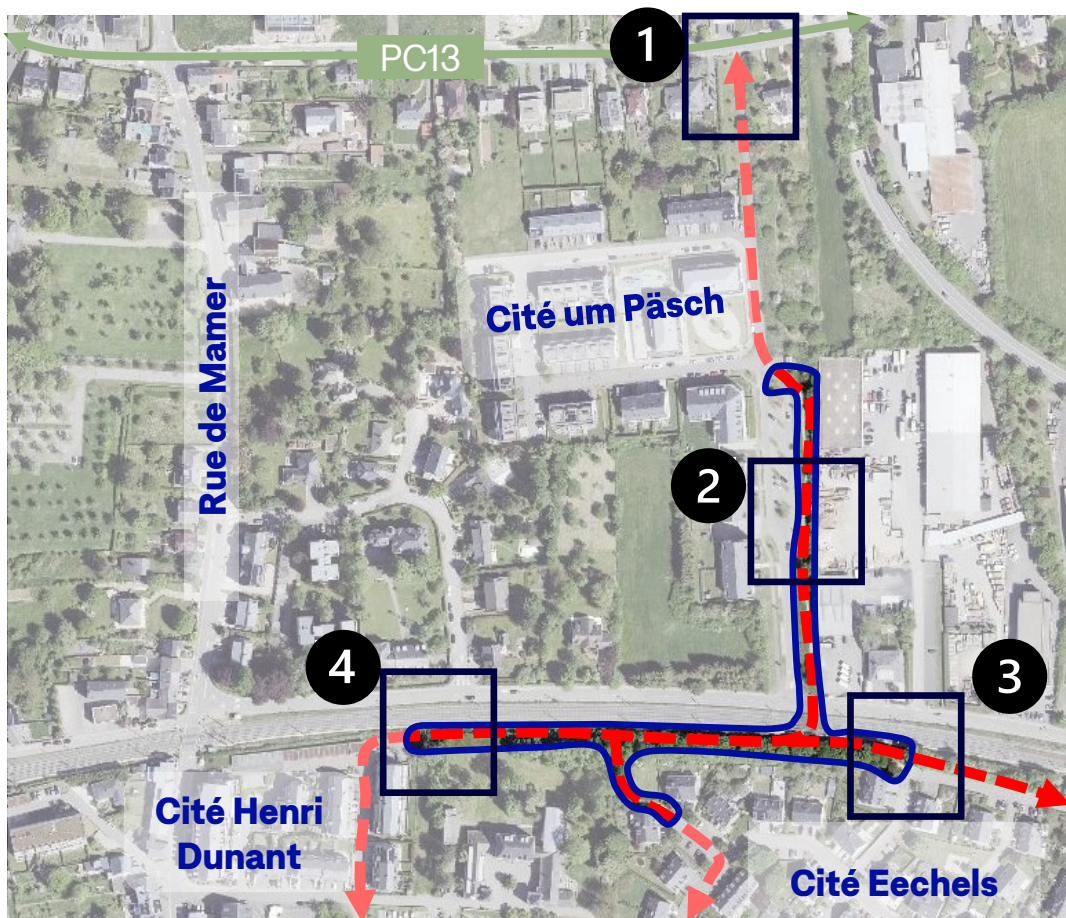 1
PC13
Cité um Päsch
Rue de Mamer
2
4
3
Cité Henri
Dunant
Cité Eechels